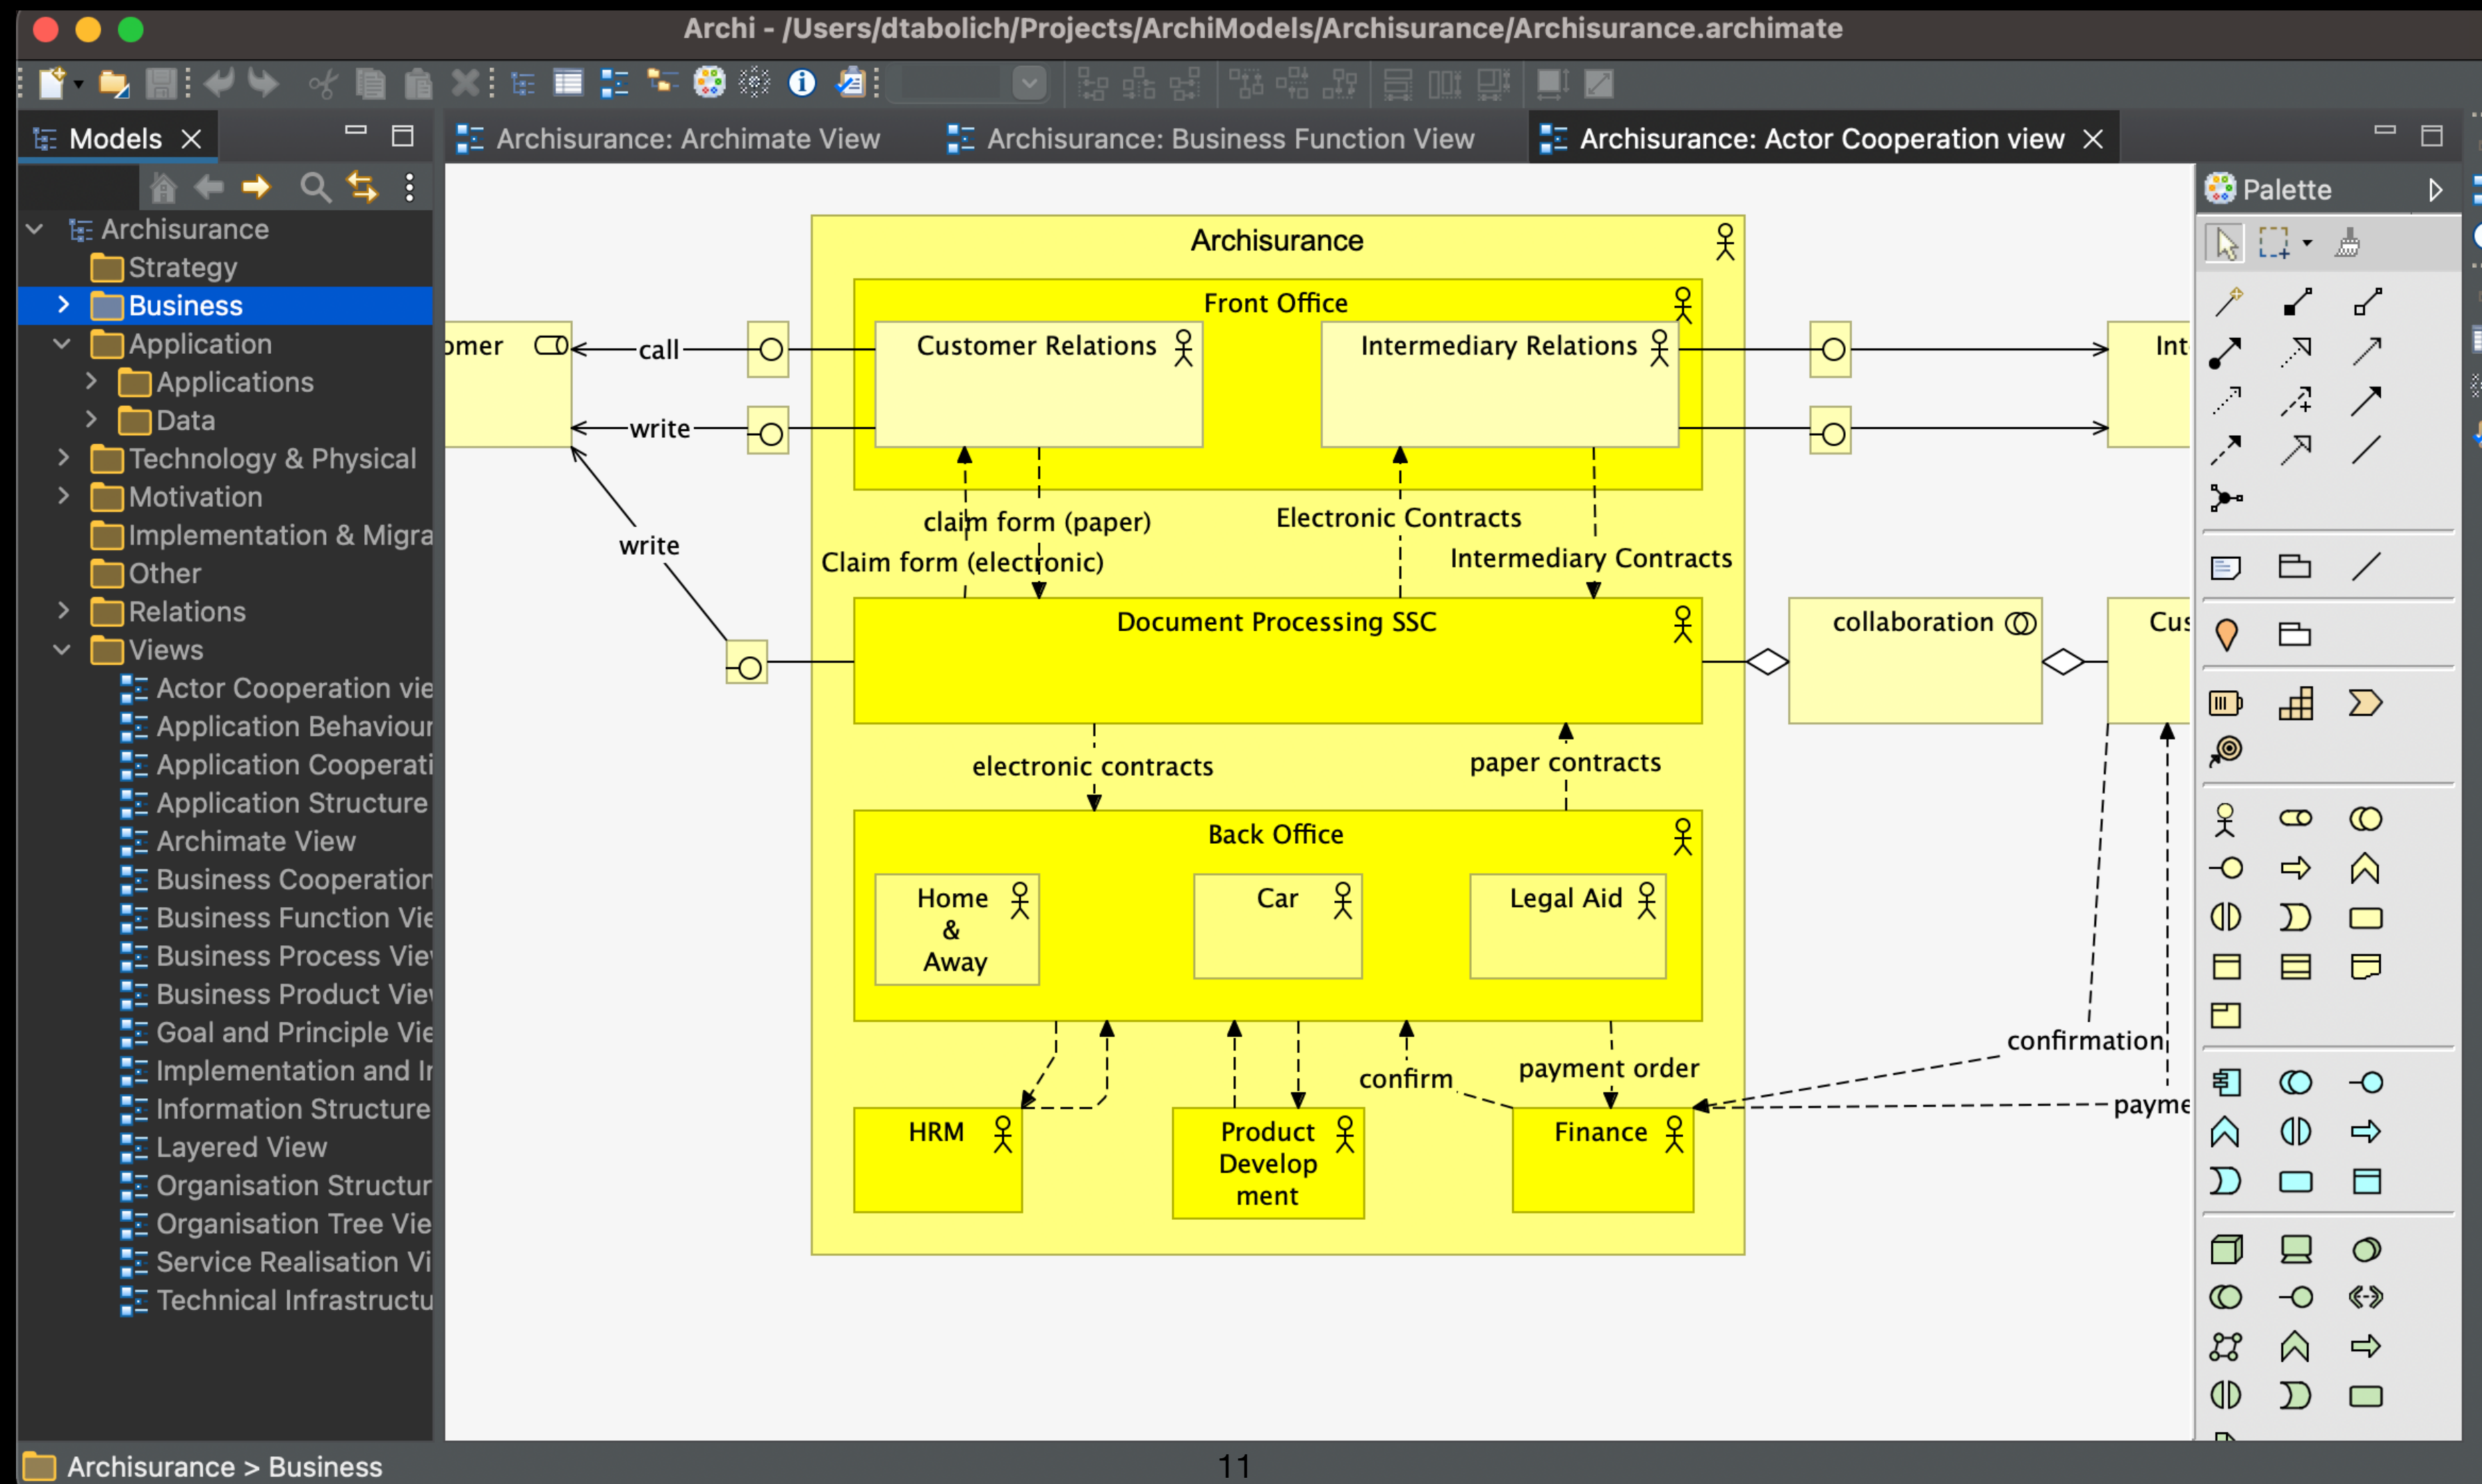 Archi - /Users/dtabolich/Projects/ArchiModels/Archisurance/Archisurance.archimate
Models
Archisurance: Archimate View
Archisurance: Business Function View
Archisurance: Actor Cooperation view
Archisurance
Strategy
Business
Application
Applications
Data
Technology & Physical
Motivation
Implementation & Migra
Other
Relations
Views
Actor Cooperation vie
Application Behaviour
Application Cooperati
Application Structure
Archimate View
Business Cooperation
Business Function Vie
Business Process Vie
Business Product Vie
Goal and Principle Vie
Implementation and I
Information Structure
Layered View
Organisation Structur
Organisation Tree Vie
Service Realisation Vi
Technical Infrastructu
Archisurance
Front Office
omer
call
Customer Relations
Intermediary Relations
Int
write
claim form (paper)
Electronic Contracts
write
Claim form (electronic)
Intermediary Contracts
Document Processing SSC
collaboration
Cus
electronic contracts
paper contracts
Back Office
Home
&
Away
Car
Legal Aid
confirmation
confirm
payment order
payme
HRM
Product
Develop
ment
Finance
Palette
Archisurance > Business
11